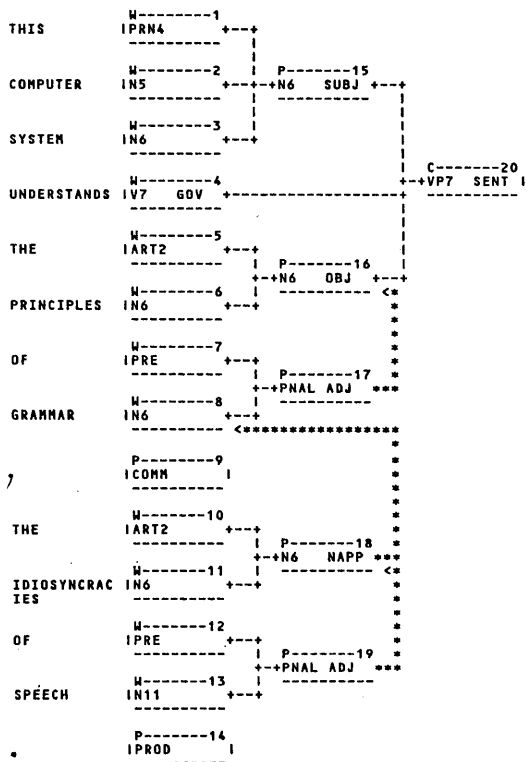 W--------1
THIS IPRN4 +--+
W--------2 P--------15
COMPUTER IN5 +--+--+N6 SUBJ +--+
W--------3
SYSTEM IN6 +--+
C-------20
W--------4 +--+VP7 SENT I
UNDERSTANDS IV7 GOV +
W--------5
THE IART2 +--+
P--------16
W--------6 +--+N6 OBJ +--+
PRINCIPLES IN6 +--+ <*
W--------7
OF IPRE +--+
P--------17
W--------8 +--+PNAL ADJ ***
GRAMMAR IN6 +--+
<******************
P--------9
, ICOMM I
W--------10
THE IART2 +--+
P--------18
W--------11 +--+N6 NAPP ***
IDIOSYNCRAC IN6 +--+ <*
IES
W--------12
OF IPRE +--+
P--------19
W--------13 +--+PNAL ADJ ***
SPEECH IN11 +--+
P--------14
. IPROD I